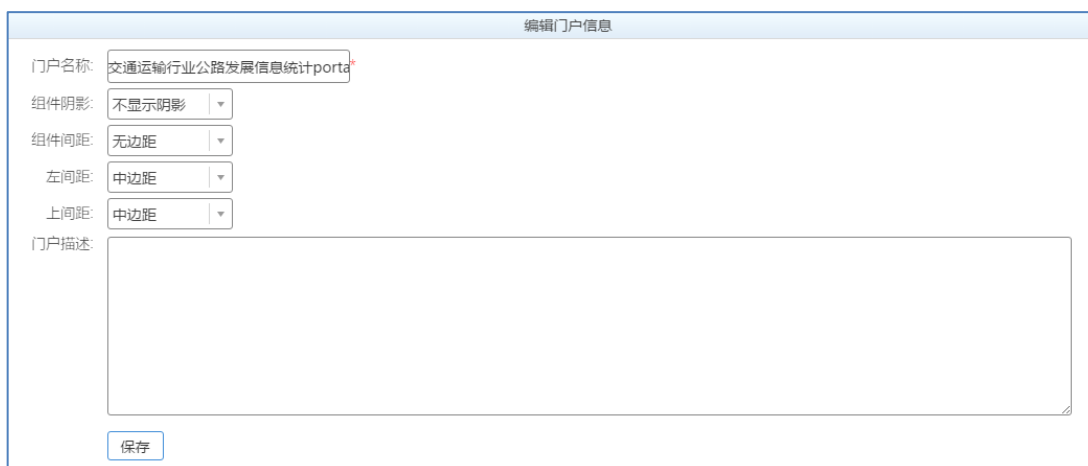 编辑门户信息
门户名称: 交通运输行业公路发展信息统计porta*
组件阴影: 不显示阴影
组件间距: 无边距
左间距: 中边距
上间距: 中边距
门户描述:
保存